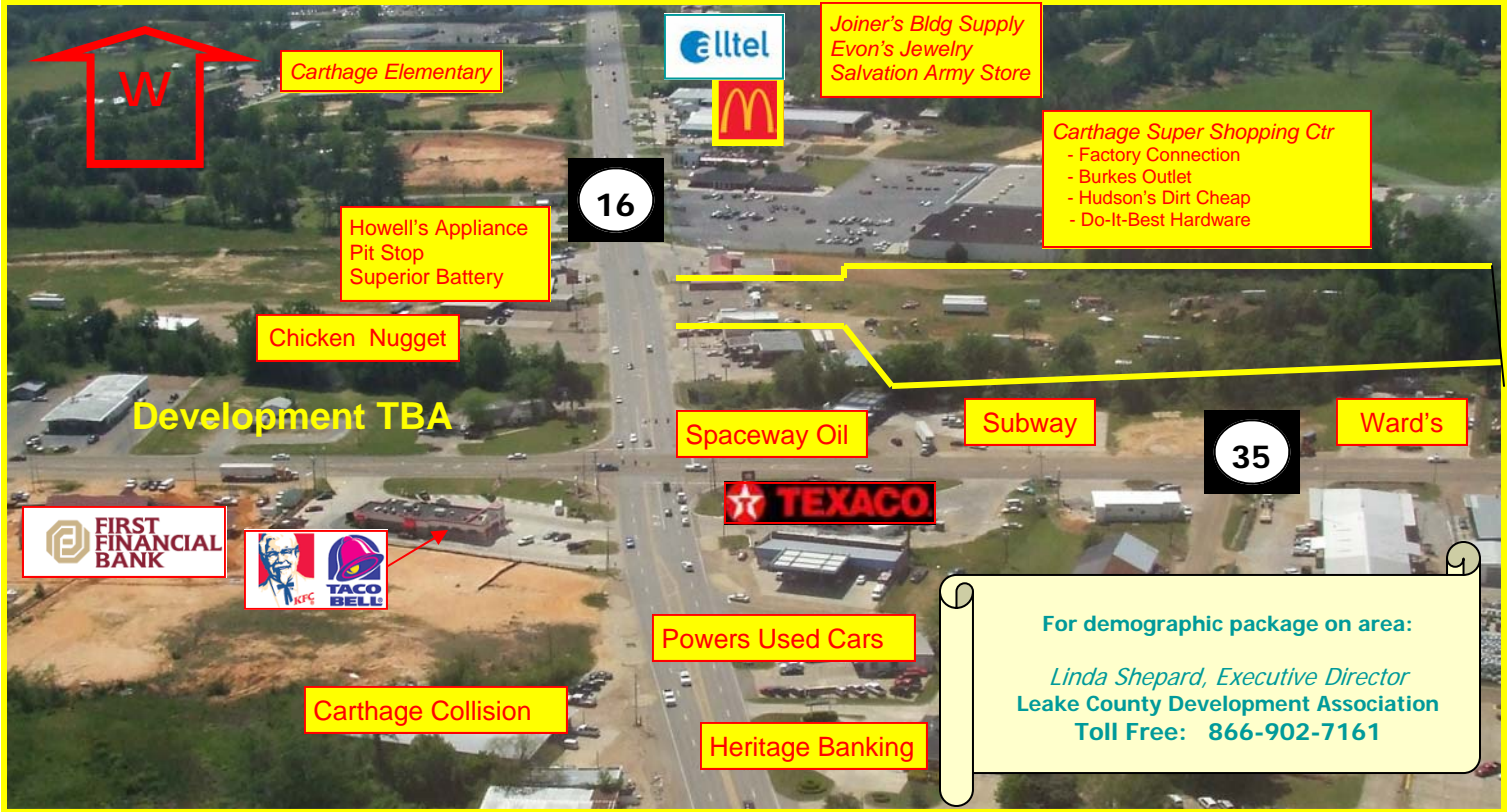 W
Carthage Elementary
alltel
Joiner's Bldg Supply
Evon's Jewelry
Salvation Army Store
Carthage Super Shopping Ctr
- Factory Connection
- Burkes Outlet
- Hudson's Dirt Cheap
- Do-It-Best Hardware
16
Howell's Appliance
Pit Stop
Superior Battery
Chicken Nugget
Development TBA
Spaceway Oil
Subway
35
Ward's
TEXACO
FIRST
FINANCIAL
BANK
KFC
TACO
BELL
Powers Used Cars
Carthage Collision
Heritage Banking
For demographic package on area:
Linda Shepard, Executive Director
Leake County Development Association
Toll Free: 866-902-7161